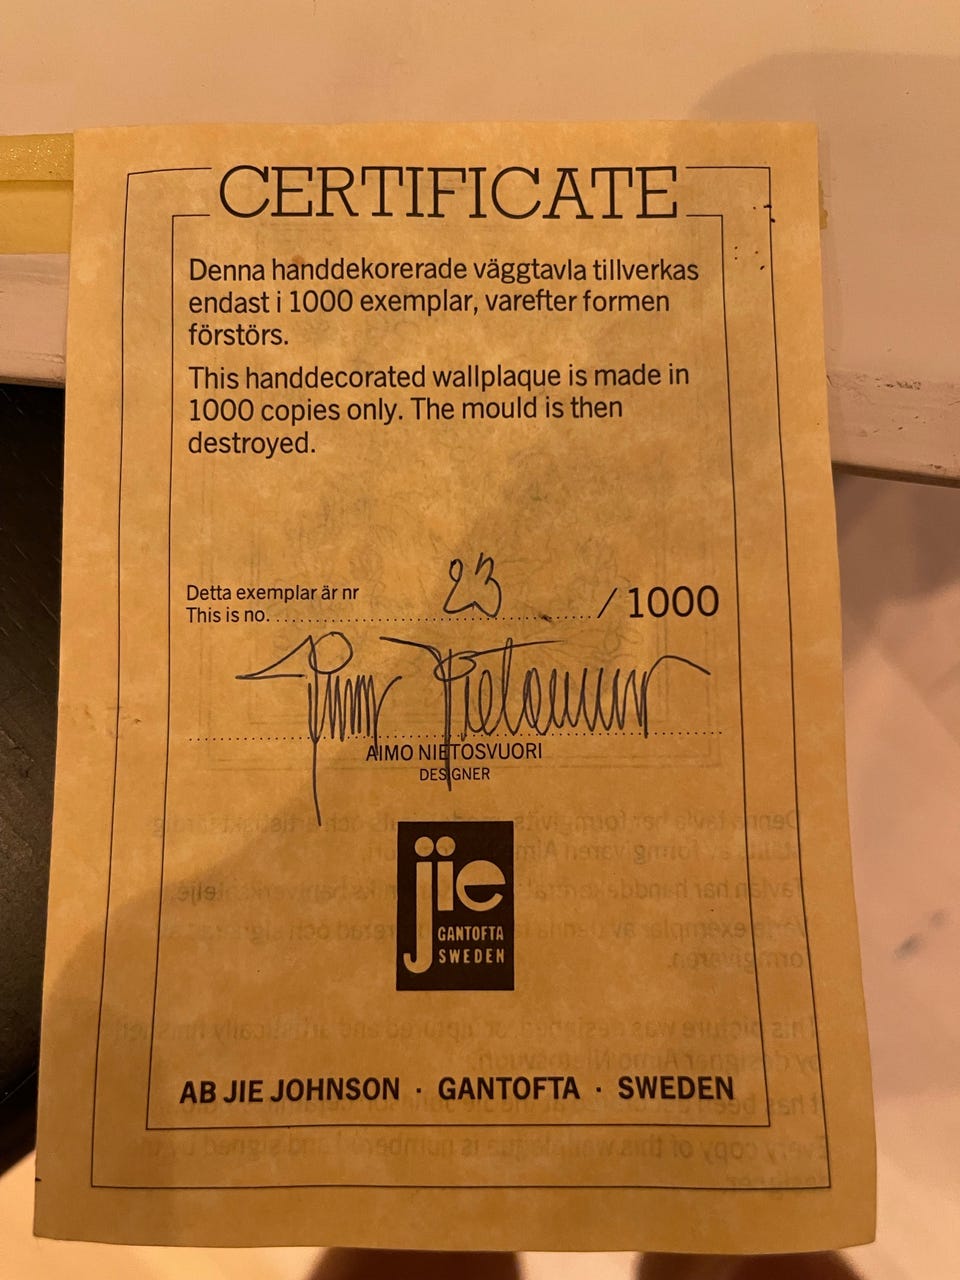 CERTIFICATE
Denna handdekorerade väggtavla tillverkas
endast i 1000 exemplar, varefter formen
förstörs.
This handdecorated wallplaque is made in
1000 copies only. The mould is then
destroyed.
Detta exemplar är nr
This is no. 23 / 1000
AIMO NIETOSVUORI
DESIGNER
jie
GANTOFTA
SWEDEN
AB JIE JOHNSON · GANTOFTA · SWEDEN